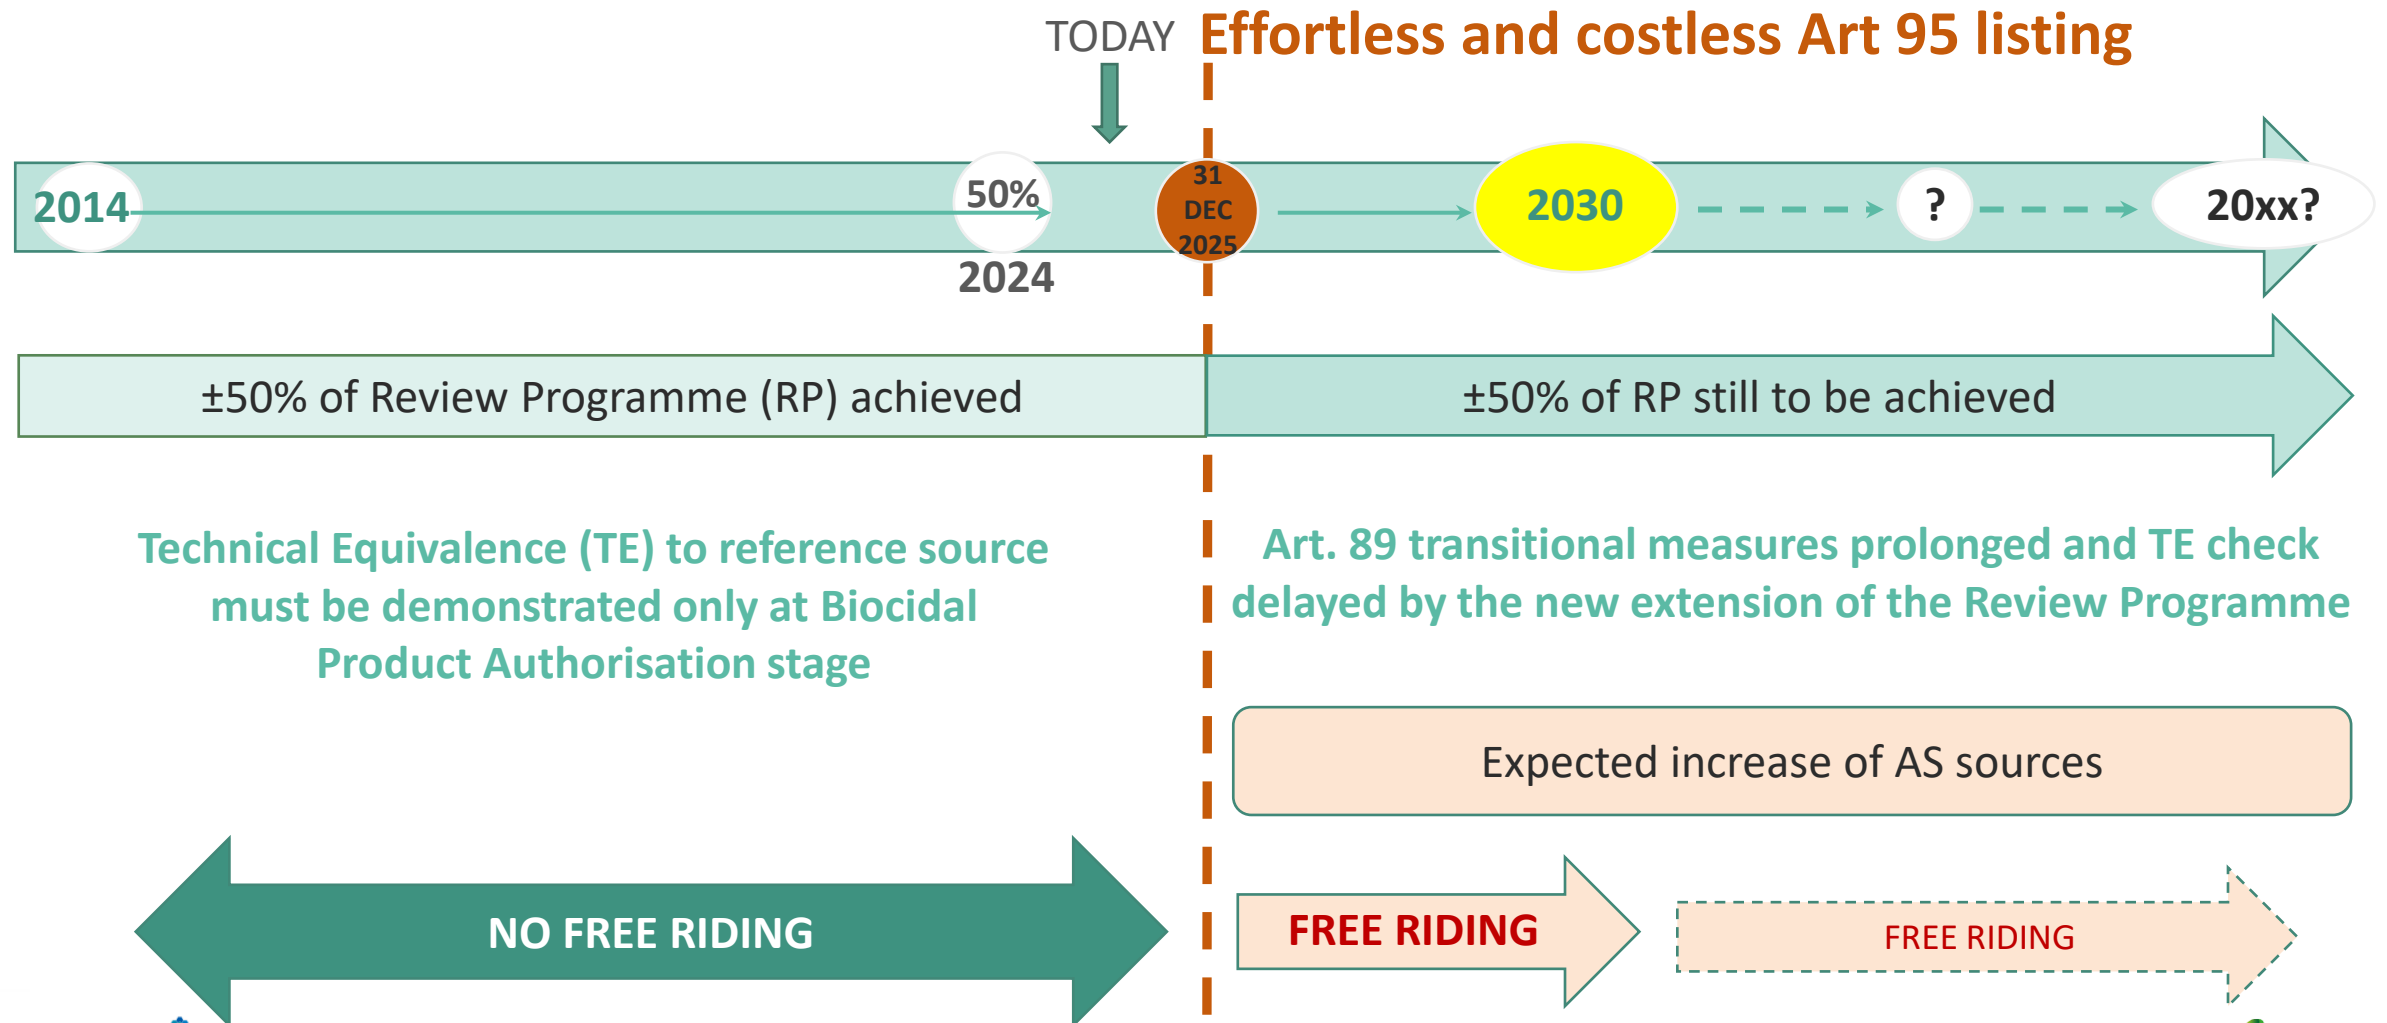 TODAY
Effortless and costless Art 95 listing
2014
50%
2024
31
DEC
2025
2030
?
20xx?
±50% of Review Programme (RP) achieved
±50% of RP still to be achieved
Technical Equivalence (TE) to reference source
must be demonstrated only at Biocidal
Product Authorisation stage
Art. 89 transitional measures prolonged and TE check
delayed by the new extension of the Review Programme
Expected increase of AS sources
NO FREE RIDING
FREE RIDING
FREE RIDING